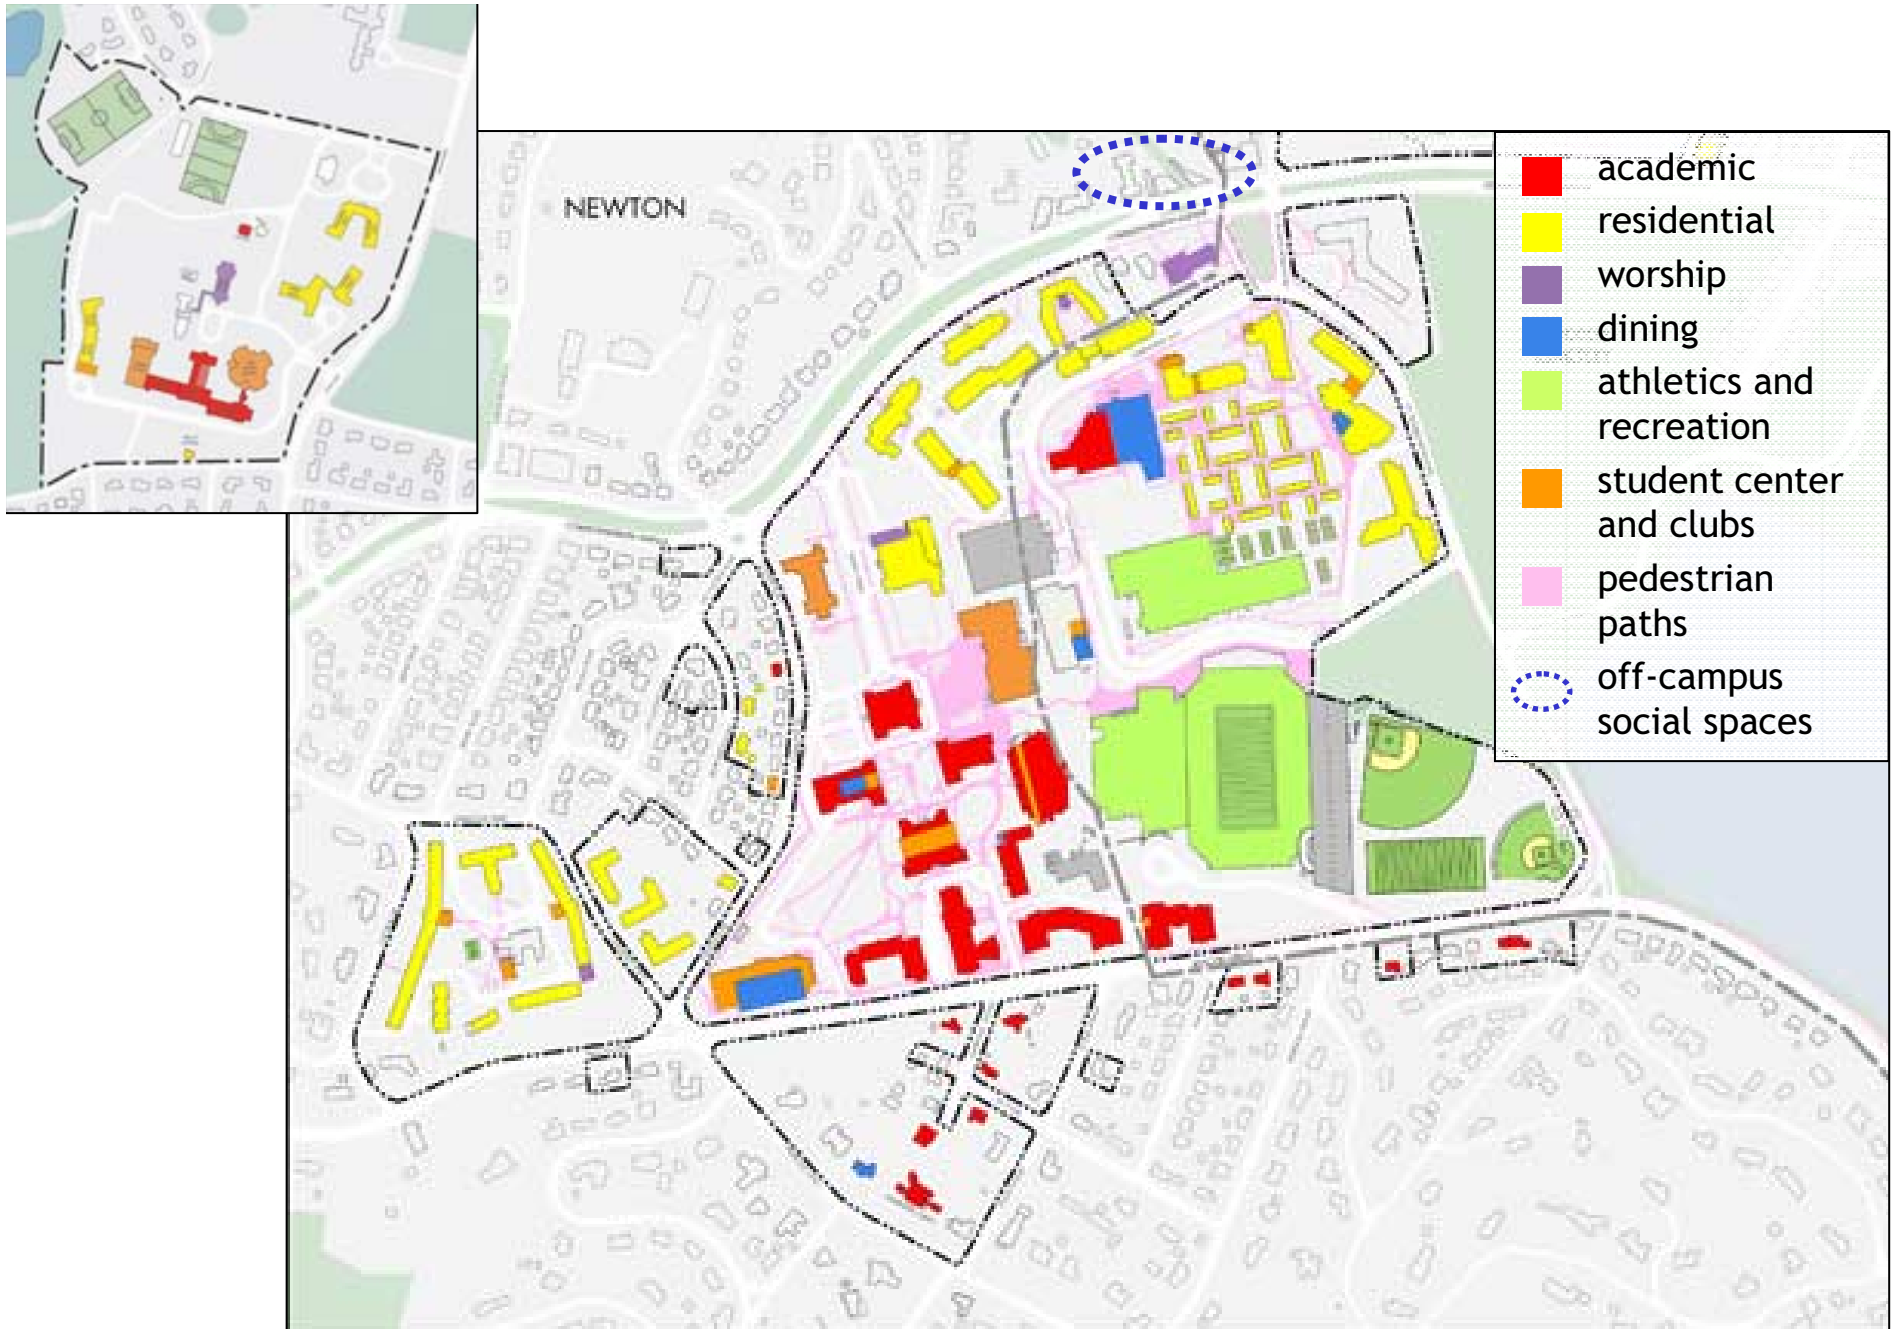 NEWTON
academic
residential
worship
dining
athletics and
recreation
student center
and clubs
pedestrian
paths
off-campus
social spaces